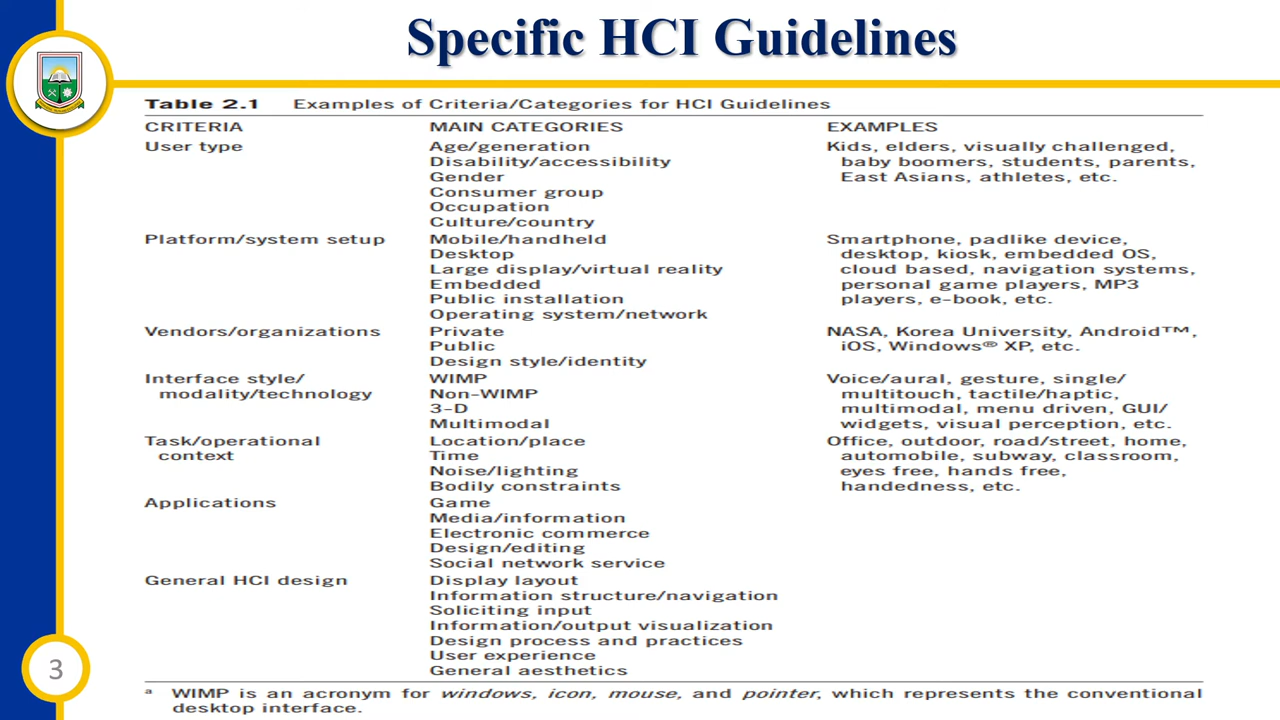 Specific HCI Guidelines
Table 2.1 Examples of Criteria/Categories for HCI Guidelines
CRITERIA MAIN CATEGORIES EXAMPLES
User type Age/generation Kids, elders, visually challenged,
Disability/accessibility baby boomers, students, parents,
Gender East Asians, athletes, etc.
Consumer group
Occupation
Culture/country
Platform/system setup Mobile/handheld Smartphone, padlike device,
Desktop desktop, kiosk, embedded OS,
Large display/virtual reality cloud based, navigation systems,
Embedded personal game players, MP3
Public installation players, e-book, etc.
Operating system/network
Vendors/organizations Private NASA, Korea University, Android™,
Public iOS, Windows® XP, etc.
Design style/identity
Interface style/ WIMP Voice/aural, gesture, single/
modality/technology Non-WIMP multitouch, tactile/haptic,
3-D multimodal, menu driven, GUI/
Multimodal widgets, visual perception, etc.
Task/operational Location/place Office, outdoor, road/street, home,
context Time automobile, subway, classroom,
Noise/lighting eyes free, hands free,
Bodily constraints handedness, etc.
Applications Game
Media/information
Electronic commerce
Design/editing
Social network service
General HCI design Display layout
Information structure/navigation
Soliciting input
Information/output visualization
Design process and practices
User experience
General aesthetics
3
a WIMP is an acronym for windows, icon, mouse, and pointer, which represents the conventional
desktop interface.